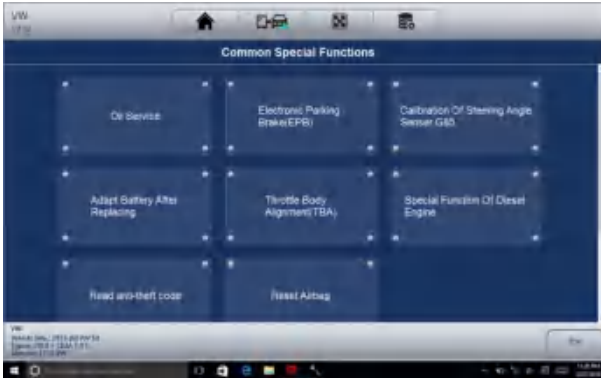 VW
Common Special Functions
Oil Service
Electronic Parking
Brake(EPB)
Calibration Of Steering Angle
Sensor G85
Adapt Battery After
Replacing
Throttle Body
Alignment(TBA)
Special Function Of Diesel
Engine
Read anti-theft code
Reset Airbag
VW
Esc